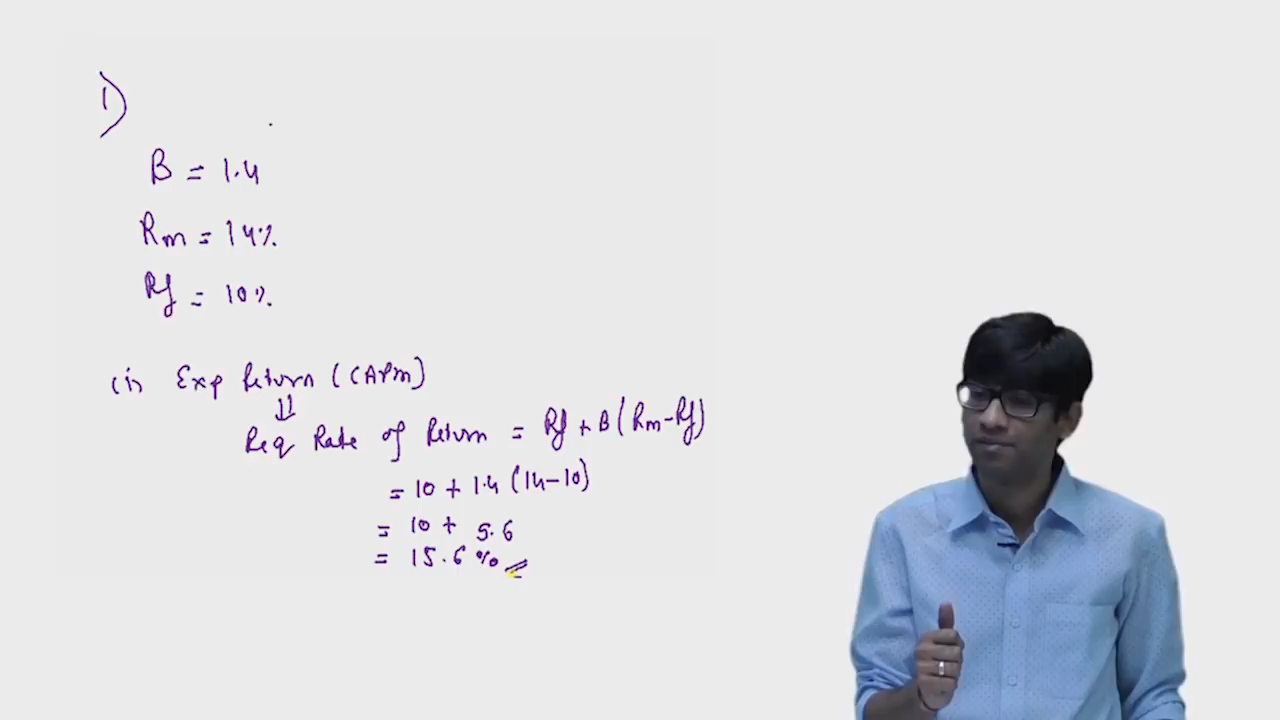 1)
B = 1.4
Rm = 14%
Rf = 10%
(i) Exp Return (CAPM)
⇓
Req Rate of Return = Rf + B (Rm - Rf)
= 10 + 1.4 (14 - 10)
= 10 + 5.6
= 15.6 %